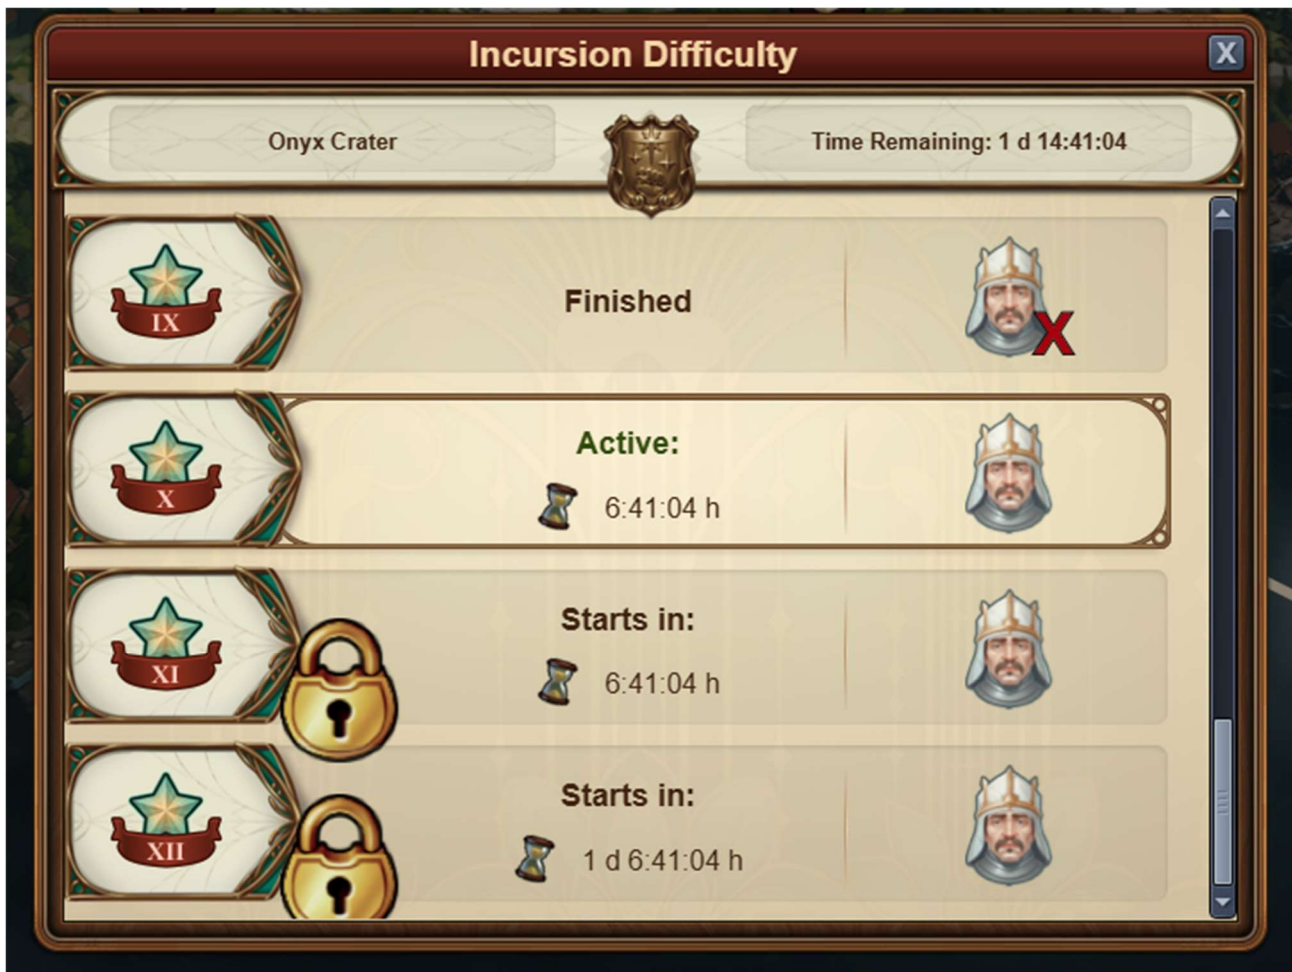 Incursion Difficulty
X
Onyx Crater
Time Remaining: 1 d 14:41:04
IX
Finished
X
X
Active:
6:41:04 h
XI
Starts in:
6:41:04 h
XII
Starts in:
1 d 6:41:04 h